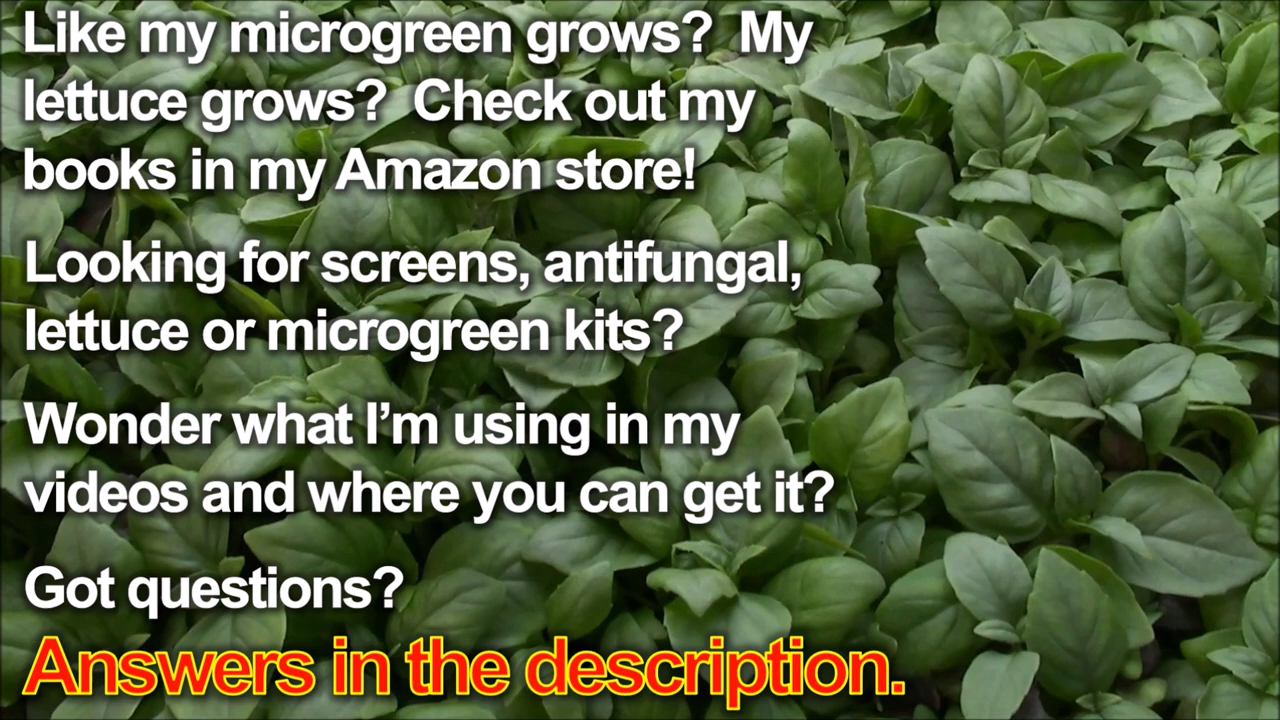 Like my microgreen grows?  My
lettuce grows?  Check out my
books in my Amazon store!
Looking for screens, antifungal,
lettuce or microgreen kits?
Wonder what I’m using in my
videos and where you can get it?
Got questions?
Answers in the description.